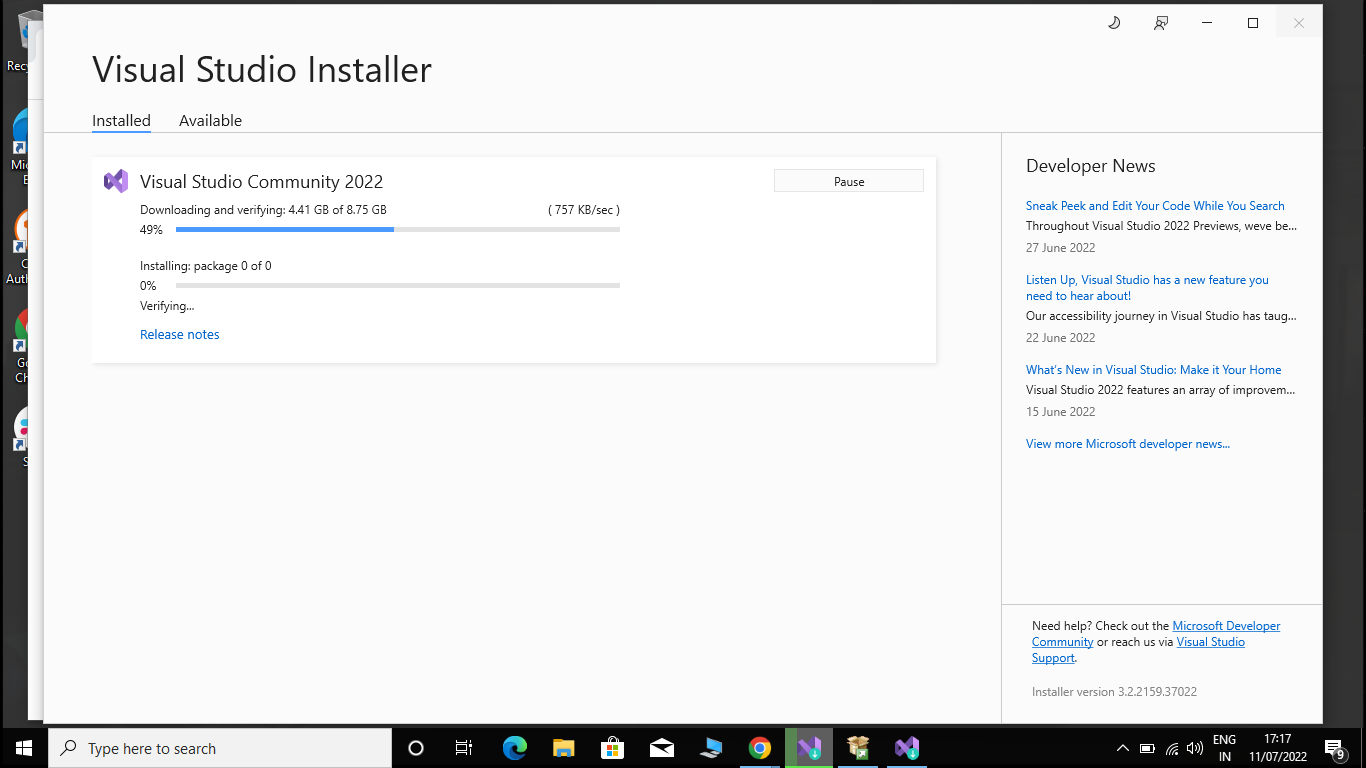 Visual Studio Installer
Installed
Available
Visual Studio Community 2022
Pause
Downloading and verifying: 4.41 GB of 8.75 GB
( 757 KB/sec )
49%
Installing: package 0 of 0
0%
Verifying...
Release notes
Developer News
Sneak Peek and Edit Your Code While You Search
Throughout Visual Studio 2022 Previews, weve be...
27 June 2022
Listen Up, Visual Studio has a new feature you
need to hear about!
Our accessibility journey in Visual Studio has taug...
22 June 2022
What's New in Visual Studio: Make it Your Home
Visual Studio 2022 features an array of improvem...
15 June 2022
View more Microsoft developer news...
Need help? Check out the Microsoft Developer
Community or reach us via Visual Studio
Support.
Installer version 3.2.2159.37022
Recy
Mic
E
C
Auth
Go
Ch
S
Type here to search
ENG
IN
17:17
11/07/2022
9